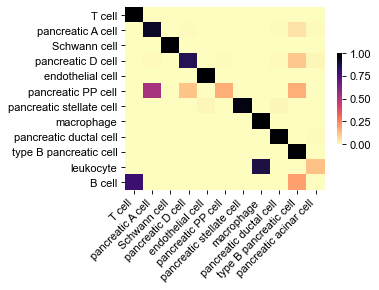 T cell
pancreatic A cell
Schwann cell
pancreatic D cell
endothelial cell
pancreatic PP cell
pancreatic stellate cell
macrophage
pancreatic ductal cell
type B pancreatic cell
leukocyte
B cell
1.00
0.75
0.50
0.25
0.00
T cell
pancreatic A cell
Schwann cell
pancreatic D cell
endothelial cell
pancreatic PP cell
pancreatic stellate cell
macrophage
pancreatic ductal cell
type B pancreatic cell
pancreatic acinar cell